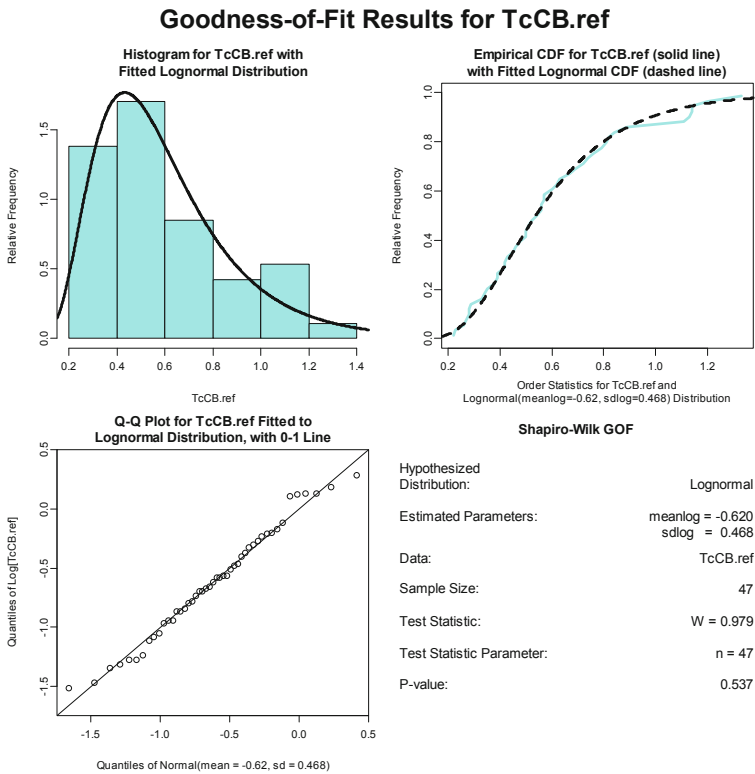 Goodness-of-Fit Results for TcCB.ref
Histogram for TcCB.ref with
Fitted Lognormal Distribution
Relative Frequency
1.5
1.0
0.5
0.0
0.2 0.4 0.6 0.8 1.0 1.2 1.4
TcCB.ref
Empirical CDF for TcCB.ref (solid line)
with Fitted Lognormal CDF (dashed line)
Relative Frequency
1.0
0.8
0.6
0.4
0.2
0.0
0.2 0.4 0.6 0.8 1.0 1.2
Order Statistics for TcCB.ref and
Lognormal(meanlog=-0.62, sdlog=0.468) Distribution
Q-Q Plot for TcCB.ref Fitted to
Lognormal Distribution, with 0-1 Line
Quantiles of Log[TcCB.ref]
0.5
0.0
-0.5
-1.0
-1.5
-1.5 -1.0 -0.5 0.0 0.5
Quantiles of Normal(mean = -0.62, sd = 0.468)
Shapiro-Wilk GOF
Hypothesized
Distribution: Lognormal
Estimated Parameters: meanlog = -0.620
sdlog = 0.468
Data: TcCB.ref
Sample Size: 47
Test Statistic: W = 0.979
Test Statistic Parameter: n = 47
P-value: 0.537